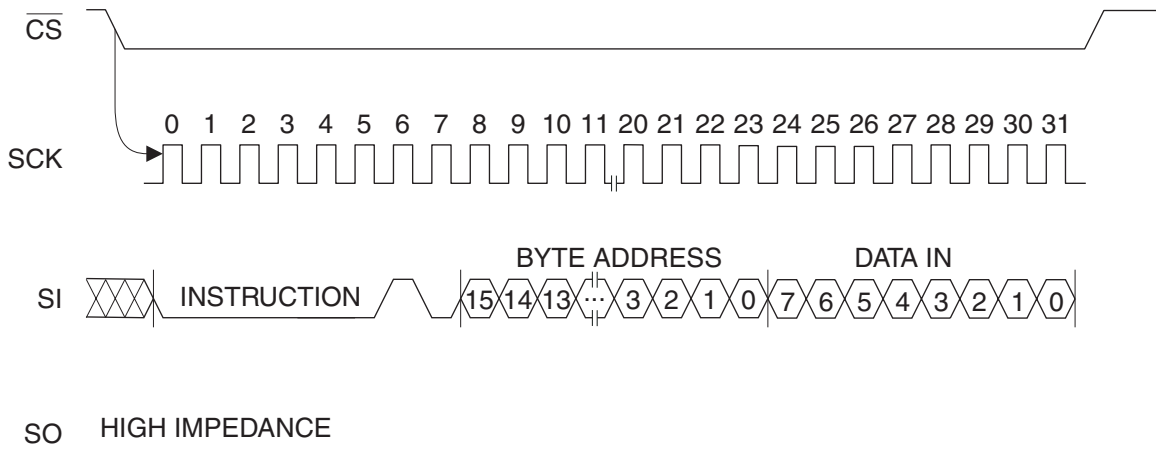 CS
0 1 2 3 4 5 6 7 8 9 10 11 20 21 22 23 24 25 26 27 28 29 30 31
SCK
BYTE ADDRESS DATA IN
SI INSTRUCTION 15 14 13 ... 3 2 1 0 7 6 5 4 3 2 1 0
SO HIGH IMPEDANCE